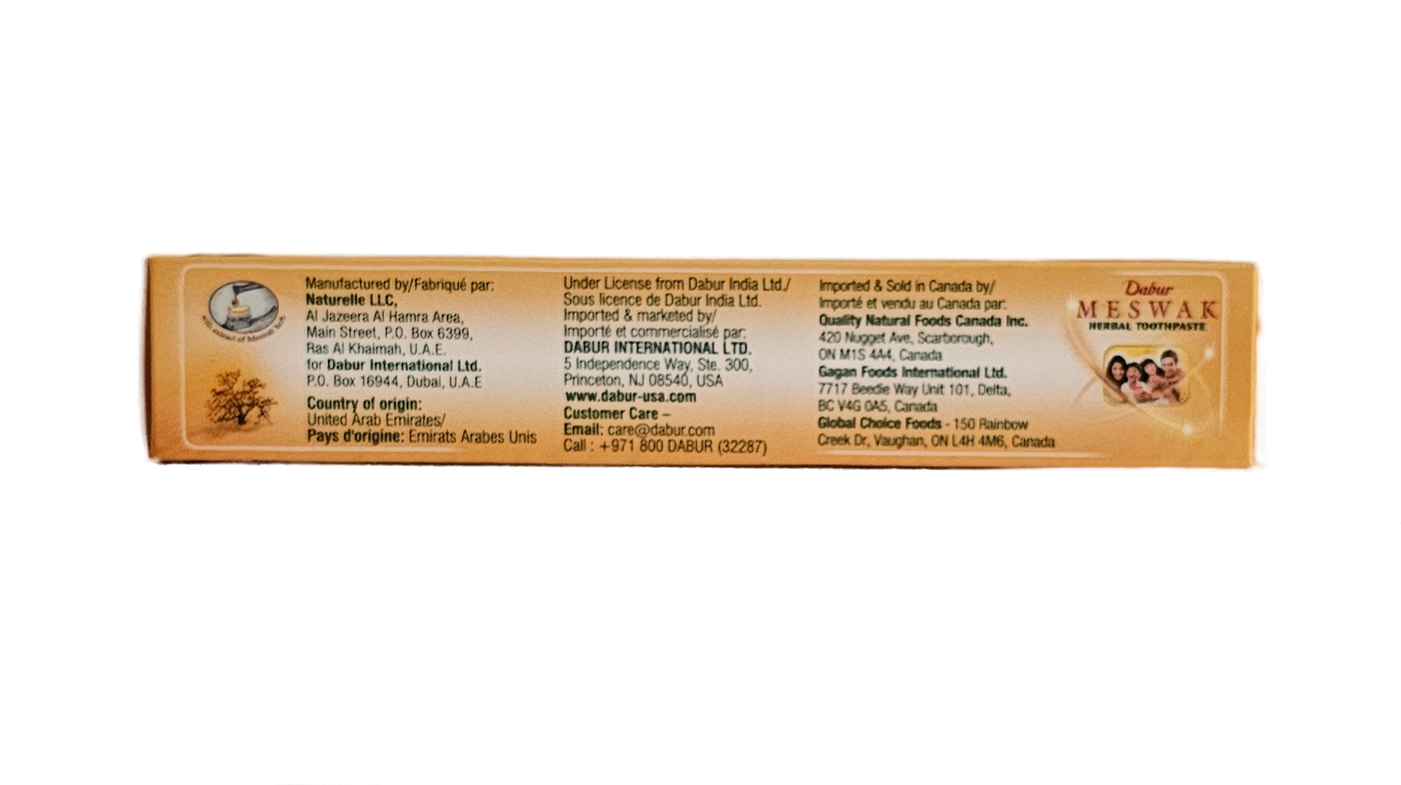 with extract of Meswak herb
Manufactured by/Fabriqué par:
Naturelle LLC,
Al Jazeera Al Hamra Area,
Main Street, P.O. Box 6399,
Ras Al Khaimah, U.A.E.
for Dabur International Ltd.
P.O. Box 16944, Dubai, U.A.E
Country of origin:
United Arab Emirates/
Pays d'origine: Emirats Arabes Unis
Under License from Dabur India Ltd./
Sous licence de Dabur India Ltd.
Imported & marketed by/
Importé et commercialisé par:
DABUR INTERNATIONAL LTD.
5 Independence Way, Ste. 300,
Princeton, NJ 08540, USA
www.dabur-usa.com
Customer Care –
Email: care@dabur.com
Call : +971 800 DABUR (32287)
Imported & Sold in Canada by/
Importé et vendu au Canada par:
Quality Natural Foods Canada Inc.
420 Nugget Ave, Scarborough,
ON M1S 4A4, Canada
Gagan Foods International Ltd.
7717 Beedie Way Unit 101, Delta,
BC V4G 0A5, Canada
Global Choice Foods - 150 Rainbow
Creek Dr, Vaughan, ON L4H 4M6, Canada
Dabur
MESWAK
HERBAL TOOTHPASTE